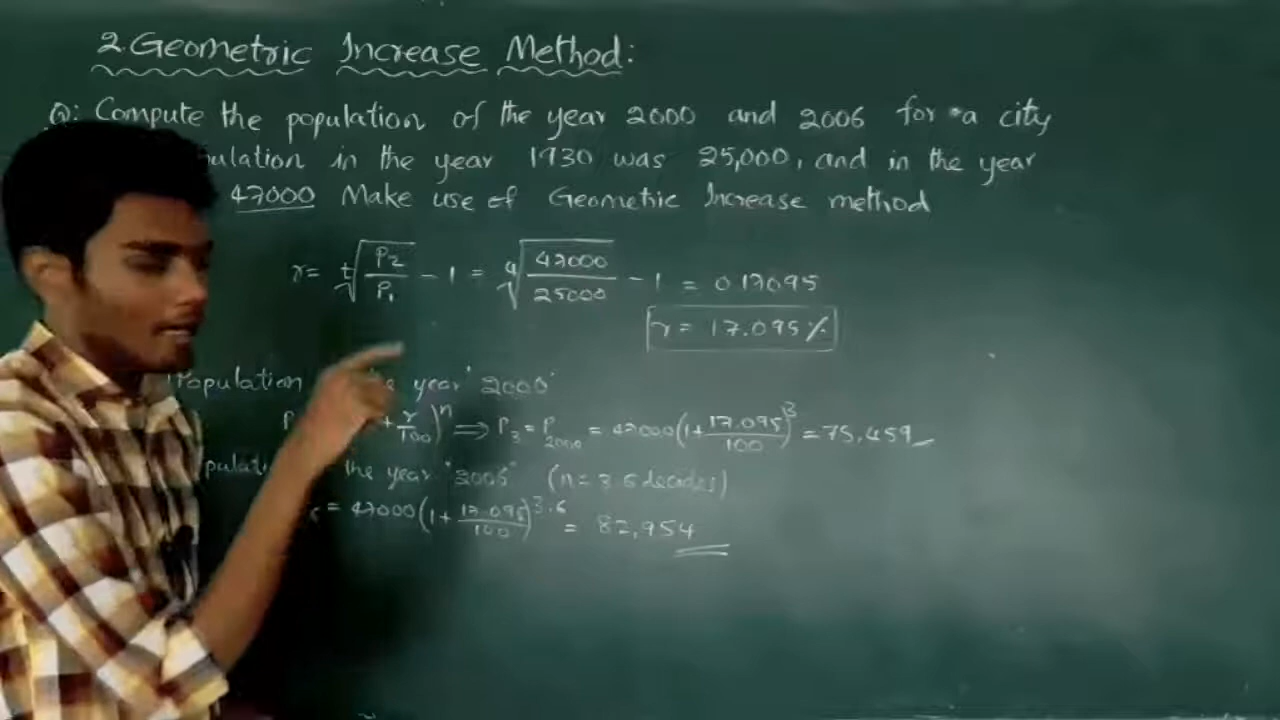 2. Geometric Increase Method:
Q: Compute the population of the year 2000 and 2006 for a city
ulation in the year 1930 was 25,000, and in the year
47000 Make use of Geometric Increase method
r = t√(P2/P1) - 1 = 4√(47000/25000) - 1 = 0.17095
r = 17.095%
Population the year '2000'
P + r/100)^n ⟹ P3 = P2000 = 47000(1+17.095/100)^3 = 75,459
pulati the year '2006' (n = 3.6 decades)
= 47000(1+17.095/100)^3.6 = 82,954